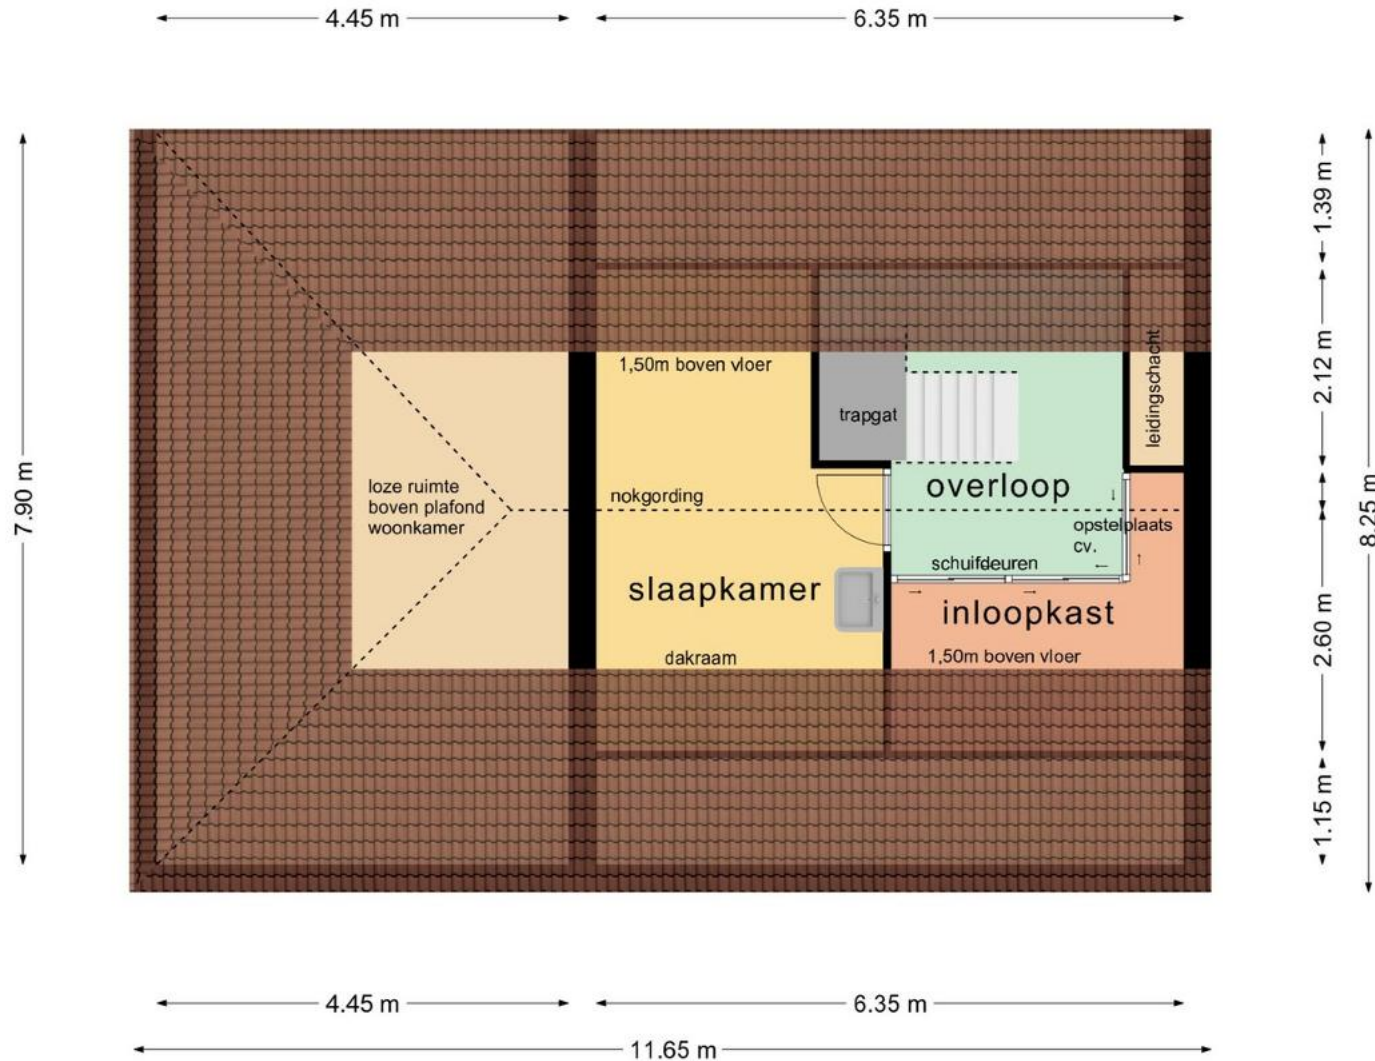 4.45 m
6.35 m
1.39 m
2.12 m
2.60 m
1.15 m
8.25 m
7.90 m
1,50m boven vloer
trapgat
leidingschacht
loze ruimte
boven plafond
woonkamer
nokgording
overloop
opstelplaats
cv.
schuifdeuren
slaapkamer
inloopkast
dakraam
1,50m boven vloer
4.45 m
6.35 m
11.65 m